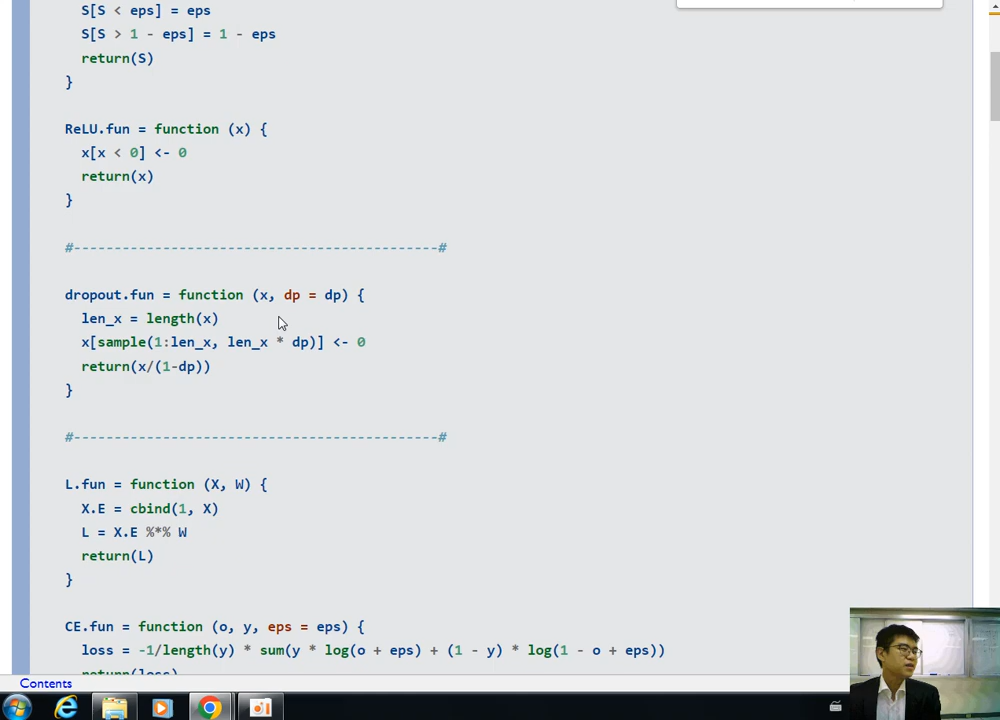 S[S < eps] = eps
S[S > 1 - eps] = 1 - eps
return(S)
}
ReLU.fun = function (x) {
x[x < 0] <- 0
return(x)
}
#---------------------------------------------#
dropout.fun = function (x, dp = dp) {
len_x = length(x)
x[sample(1:len_x, len_x * dp)] <- 0
return(x/(1-dp))
}
#---------------------------------------------#
L.fun = function (X, W) {
X.E = cbind(1, X)
L = X.E %*% W
return(L)
}
CE.fun = function (o, y, eps = eps) {
loss = -1/length(y) * sum(y * log(o + eps) + (1 - y) * log(1 - o + eps))
return(loss)
Contents